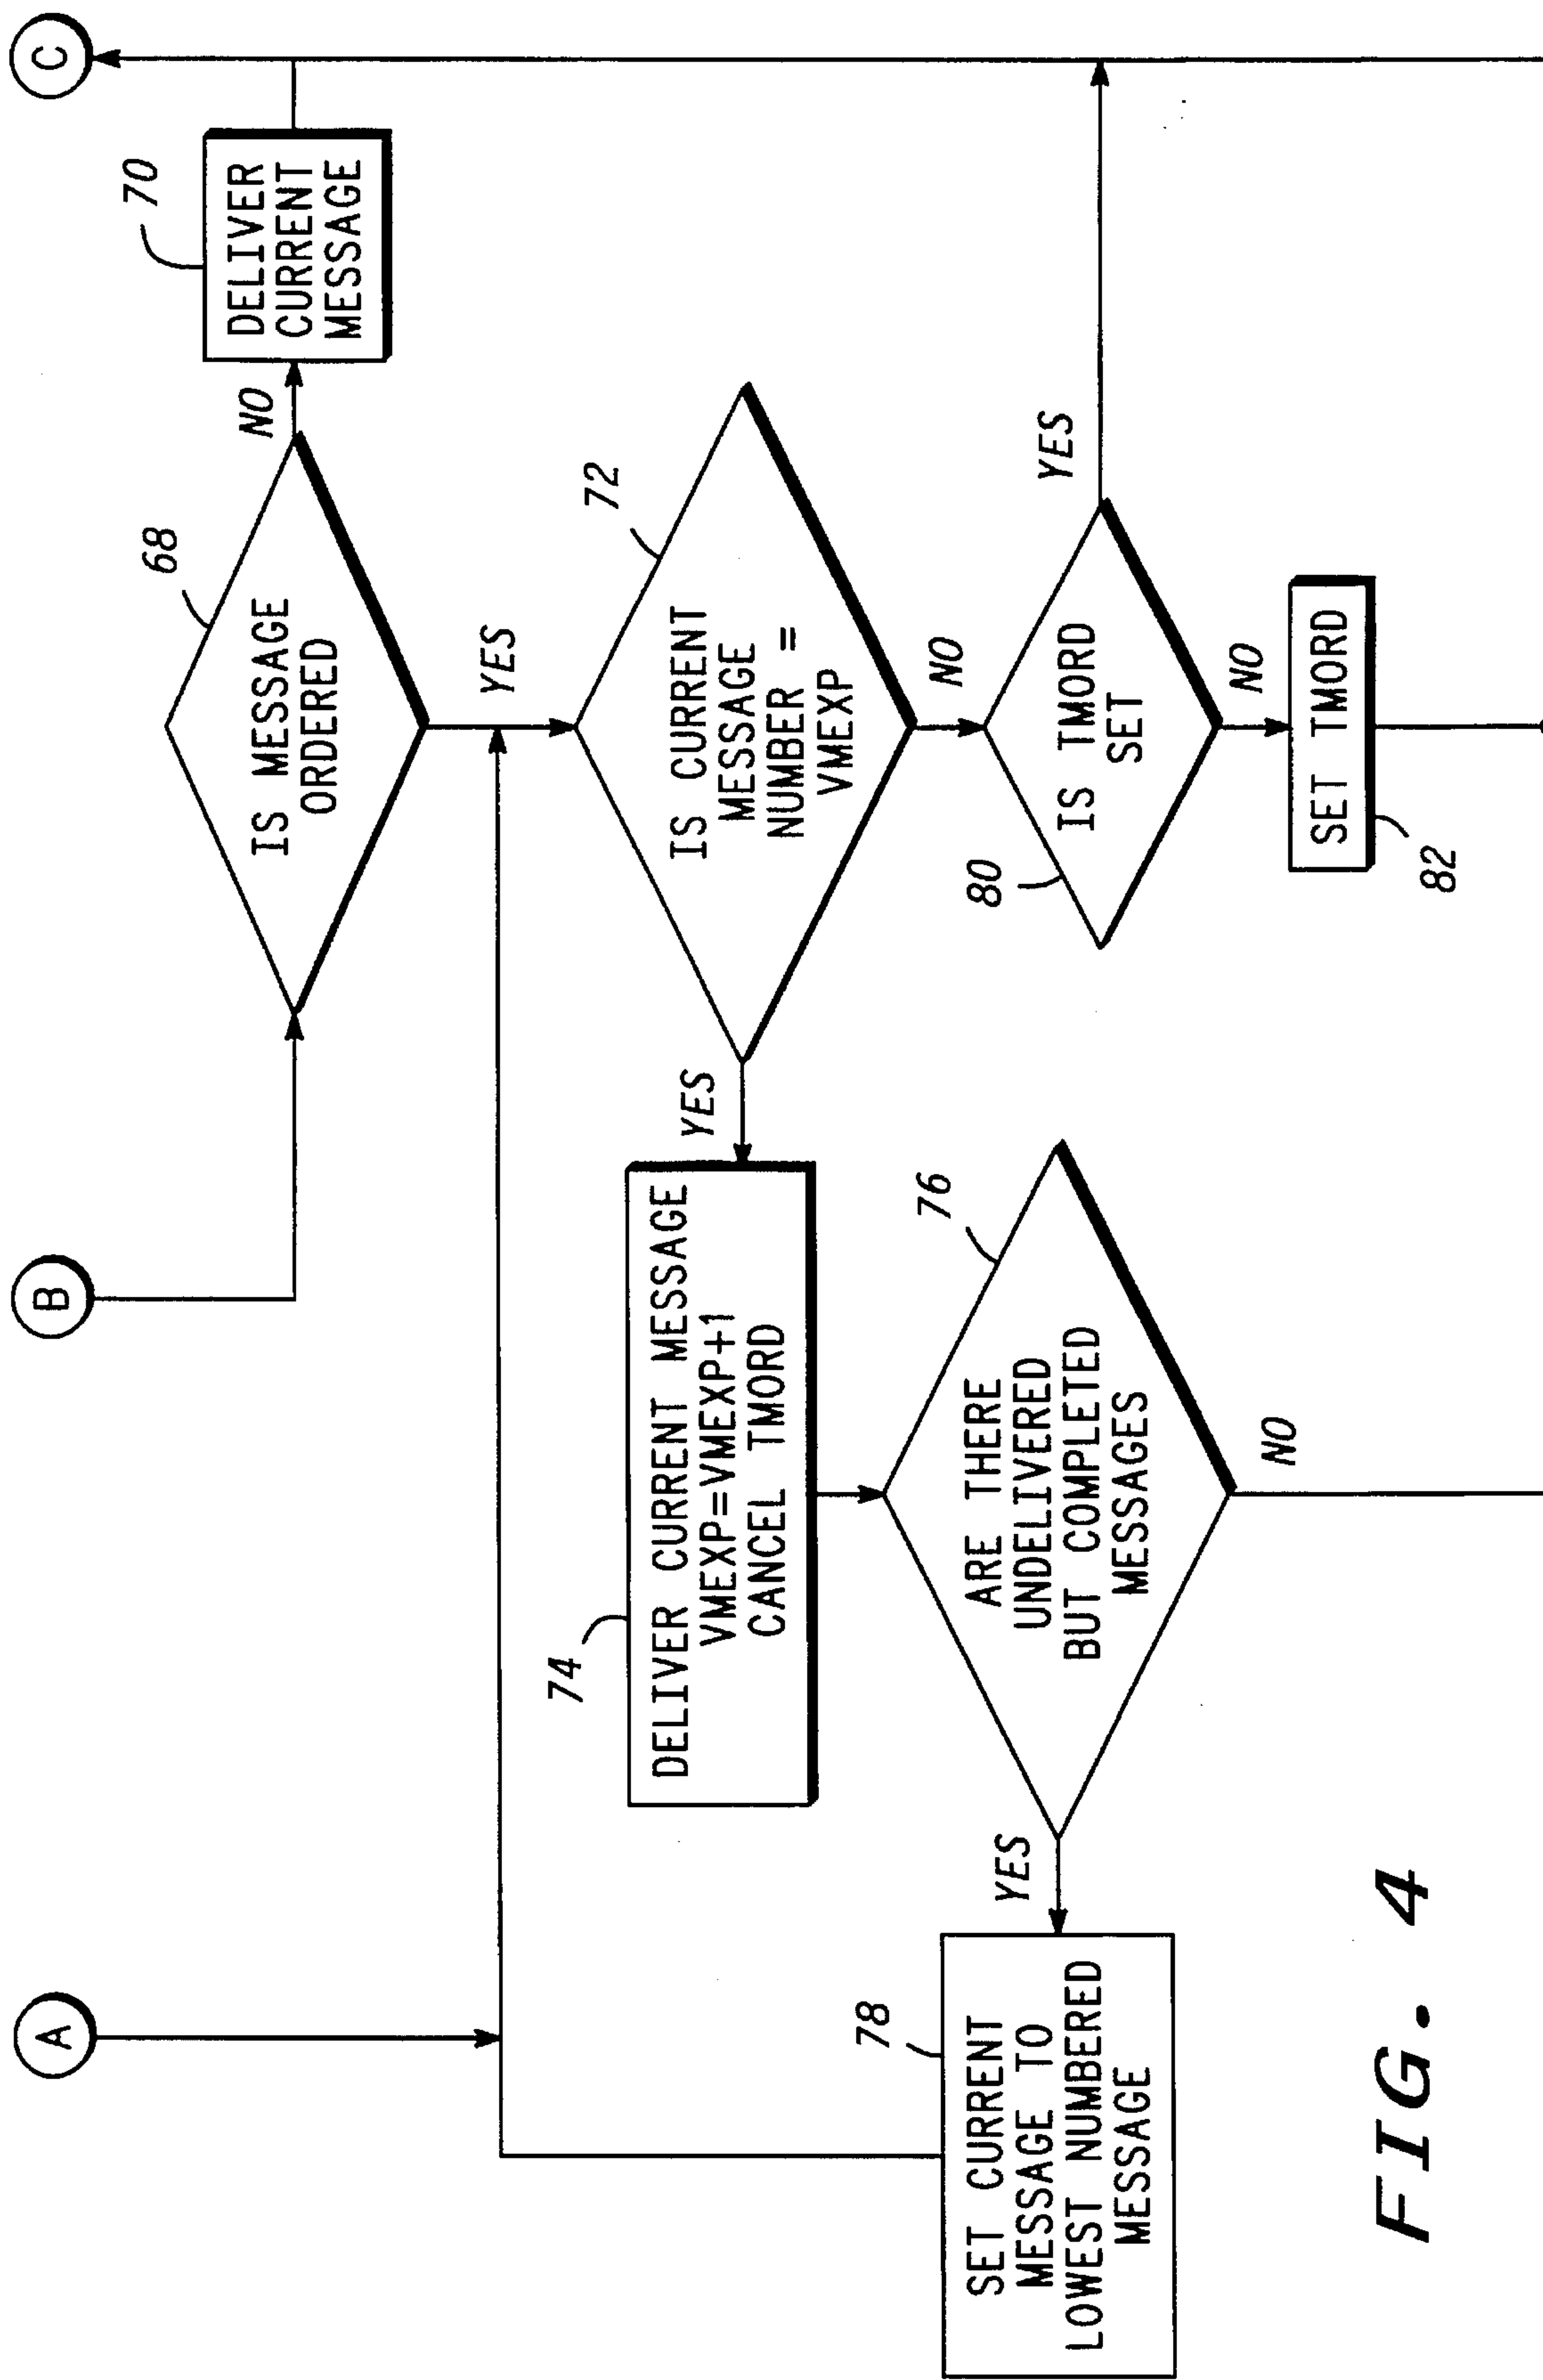 A
B
C
68
IS MESSAGE
ORDERED
NO
70
DELIVER
CURRENT
MESSAGE
YES
72
IS CURRENT
MESSAGE
NUMBER =
VMEXP
YES
NO
74
DELIVER CURRENT MESSAGE
VMEXP=VMEXP+1
CANCEL TMORD
76
ARE THERE
UNDELIVERED
BUT COMPLETED
MESSAGES
YES
NO
78
SET CURRENT
MESSAGE TO
LOWEST NUMBERED
MESSAGE
80
IS TMORD
SET
YES
NO
SET TMORD
82
FIG. 4